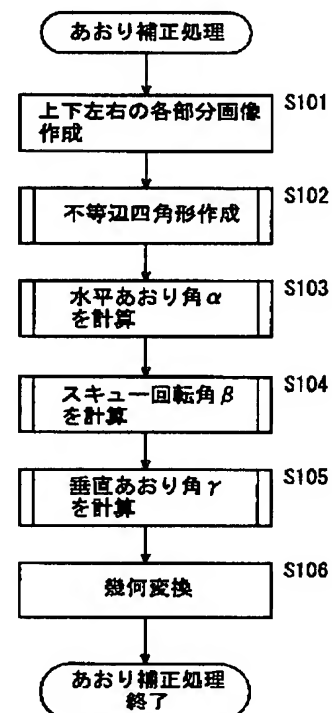 あおり補正処理
S101
上下左右の各部分画像
作成
S102
不等辺四角形作成
S103
水平あおり角α
を計算
S104
スキュー回転角β
を計算
S105
垂直あおり角γ
を計算
S106
幾何変換
あおり補正処理
終了